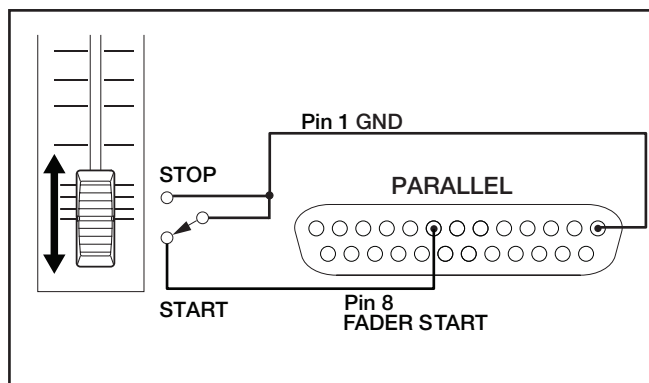 Pin 1 GND
STOP
PARALLEL
START
Pin 8
FADER START